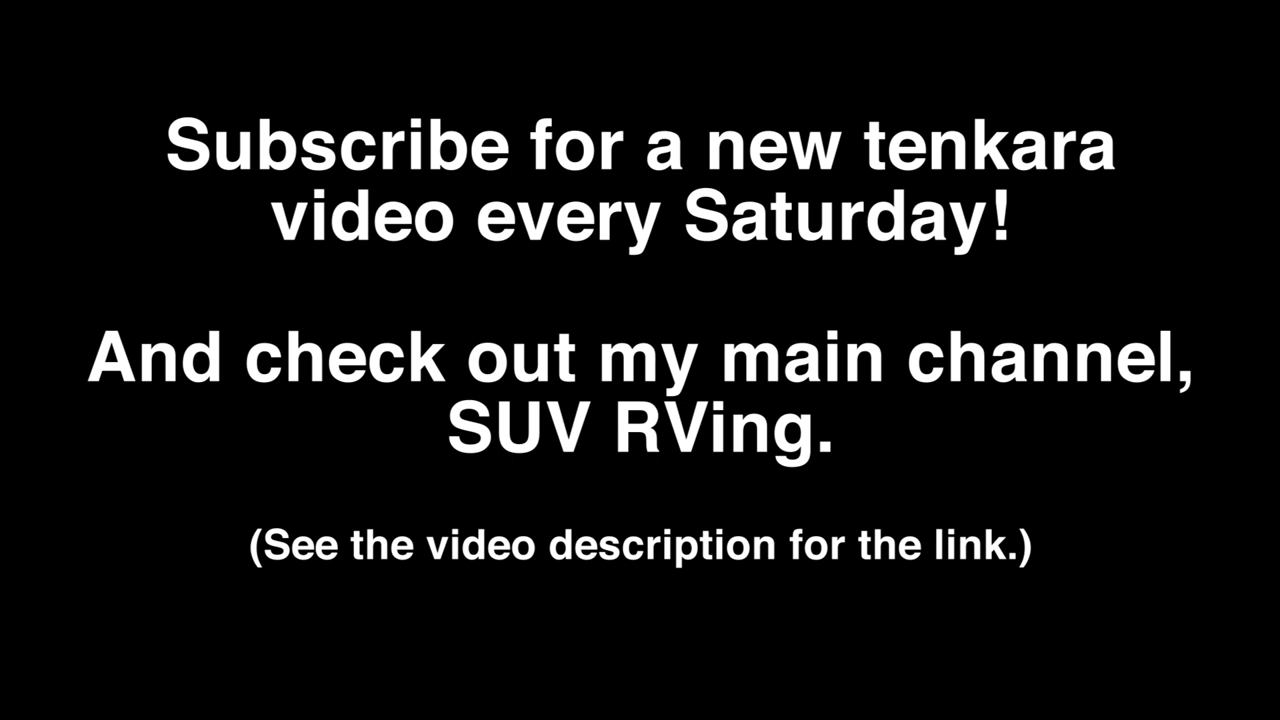 Subscribe for a new tenkara
video every Saturday!
And check out my main channel,
SUV RVing.
(See the video description for the link.)